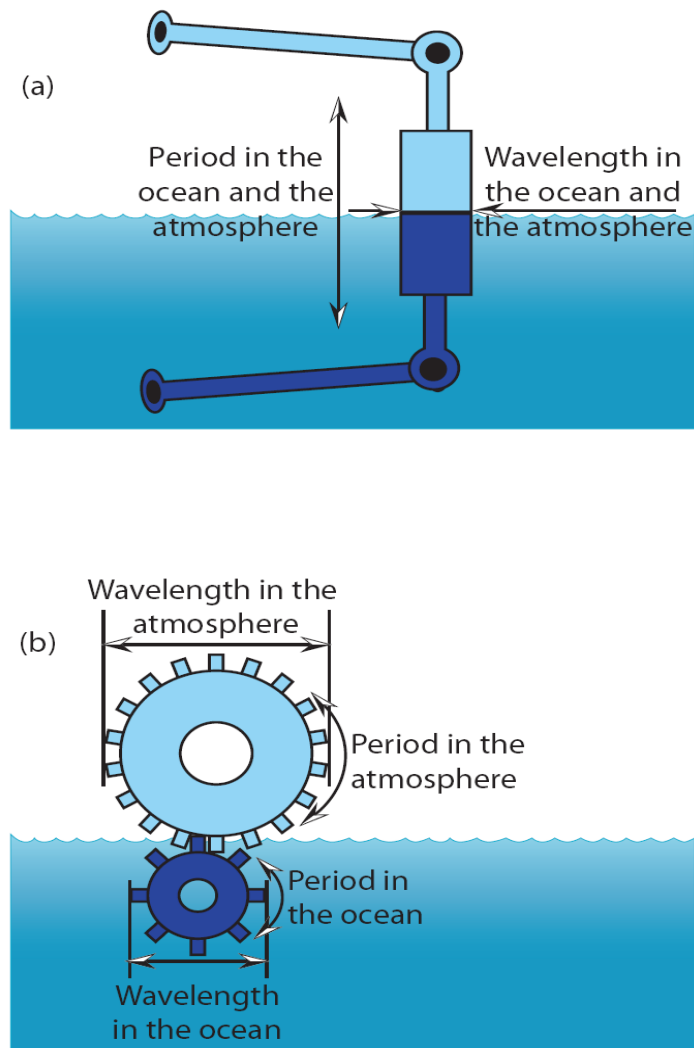 (a)
Period in the
ocean and the
atmosphere
Wavelength in
the ocean and
the atmosphere
Wavelength in the
atmosphere
(b)
Period in the
atmosphere
Period in
the ocean
Wavelength
in the ocean